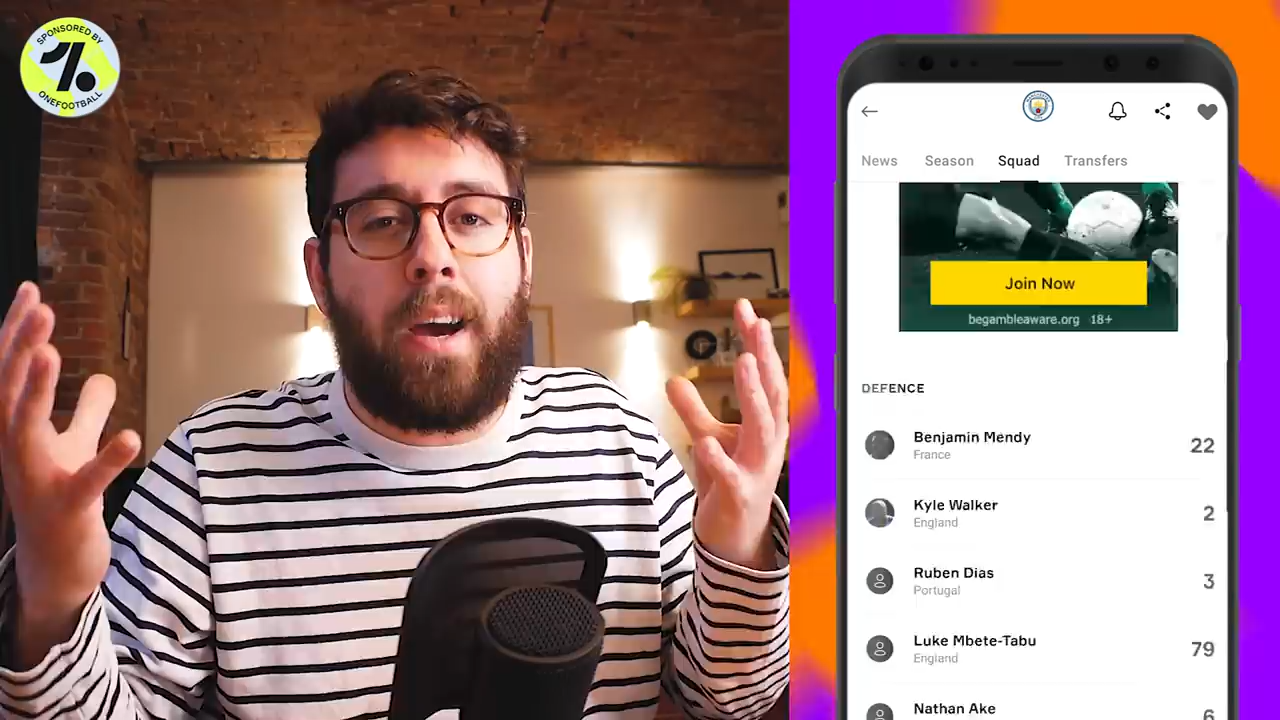 SPONSORED BY
ONEFOOTBALL
News Season Squad Transfers
Join Now
begambleaware.org 18+
DEFENCE
Benjamin Mendy
France
22
Kyle Walker
England
2
Ruben Dias
Portugal
3
Luke Mbete-Tabu
England
79
Nathan Ake
6